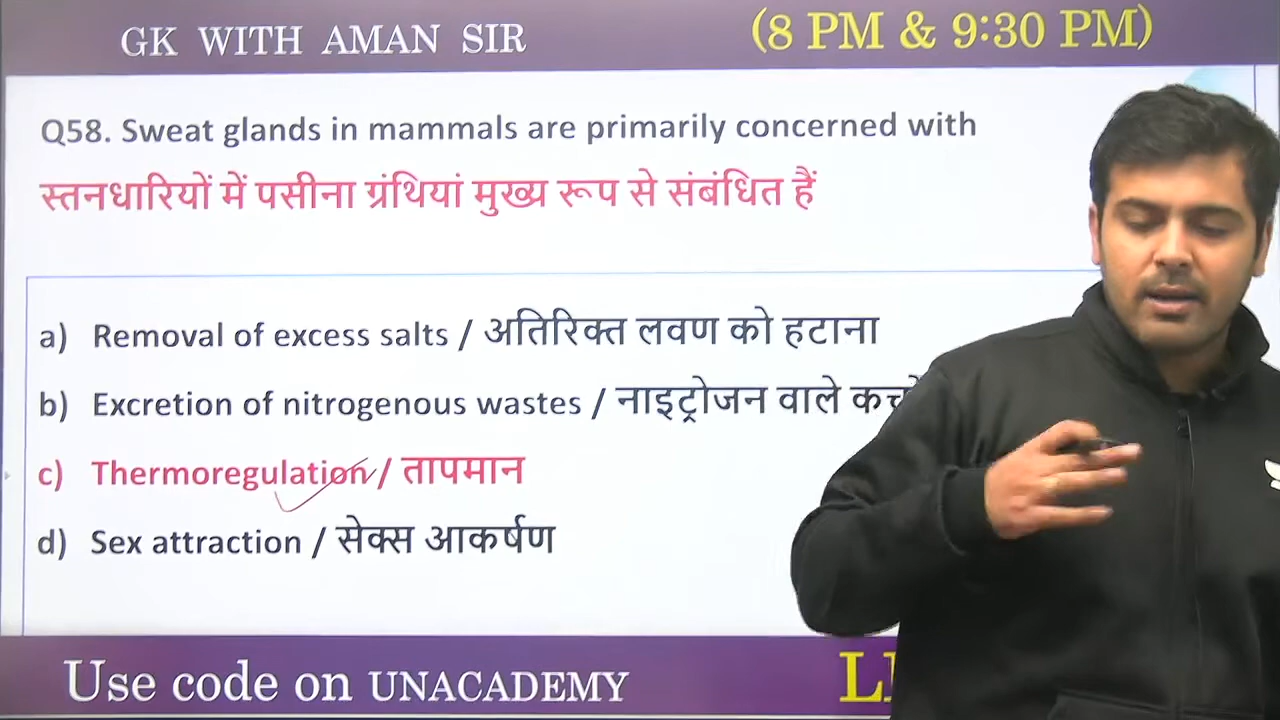 GK WITH AMAN SIR
(8 PM & 9:30 PM)
Q58. Sweat glands in mammals are primarily concerned with
स्तनधारियों में पसीना ग्रंथियां मुख्य रूप से संबंधित हैं
a) Removal of excess salts / अतिरिक्त लवण को हटाना
b) Excretion of nitrogenous wastes / नाइट्रोजन वाले
c) Thermoregulation / तापमान
d) Sex attraction / सेक्स आकर्षण
Use code on UNACADEMY